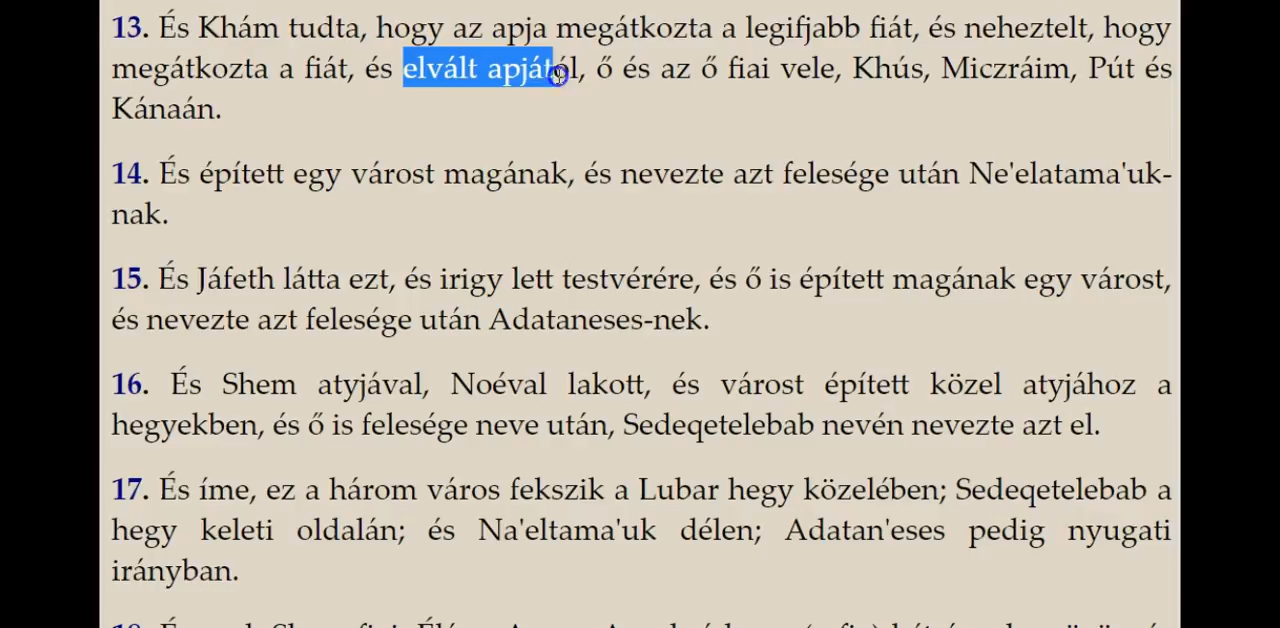 13. És Khám tudta, hogy az apja megátkozta a legifjabb fiát, és neheztelt, hogy
megátkozta a fiát, és elvált apjától, ő és az ő fiai vele, Khús, Miczráim, Pút és
Kánaán.
14. És épített egy várost magának, és nevezte azt felesége után Ne'elatama'uk-
nak.
15. És Jáfeth látta ezt, és irigy lett testvérére, és ő is épített magának egy várost,
és nevezte azt felesége után Adataneses-nek.
16. És Shem atyjával, Noéval lakott, és várost épített közel atyjához a
hegyekben, és ő is felesége neve után, Sedeqetelebab nevén nevezte azt el.
17. És íme, ez a három város fekszik a Lubar hegy közelében; Sedeqetelebab a
hegy keleti oldalán; és Na'eltama'uk délen; Adatan'eses pedig nyugati
irányban.